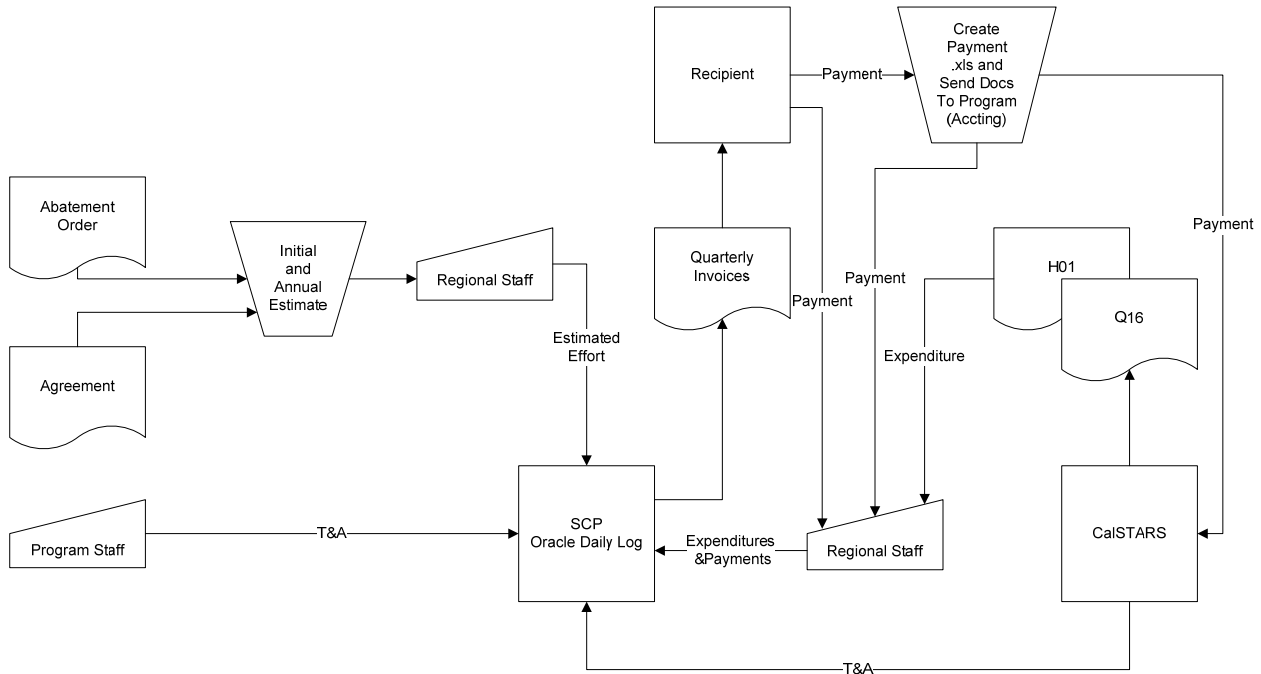 Recipient
Payment
Create
Payment
.xls and
Send Docs
To Program
(Accting)
Abatement
Order
Initial
and
Annual
Estimate
Regional Staff
Quarterly
Invoices
Payment
Payment
H01
Payment
Q16
Estimated
Effort
Expenditure
Agreement
Program Staff
T&A
SCP
Oracle Daily Log
Expenditures
&Payments
Regional Staff
CalSTARS
T&A